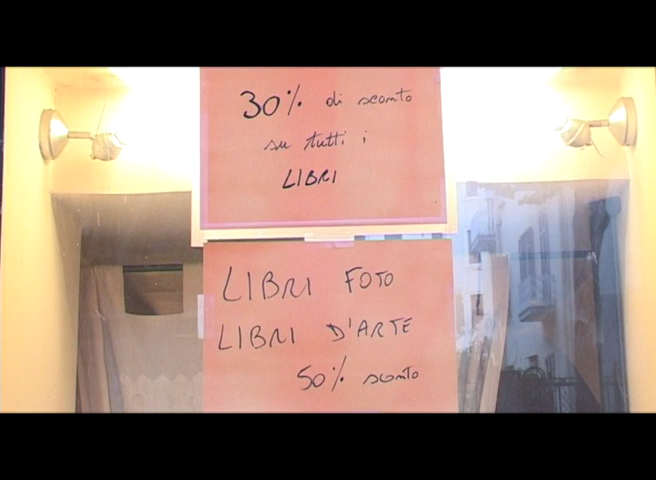 30% di sconto
su tutti i
LIBRI
LIBRI FOTO
LIBRI D'ARTE
50% sconto